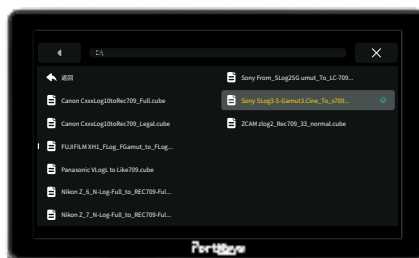 E:\
返回
Canon CxxxLog10toRec709_Full.cube
Canon CxxxLog10toRec709_Legal.cube
FUJIFILM XH1_FLog_FGamut_to_FLog...
Panasonic VLogL to Like709.cube
Nikon Z_6_N-Log-Full_to_REC709-Ful...
Nikon Z_7_N-Log-Full_to_REC709-Ful...
Sony From_SLog2SG umut_To_LC-709...
Sony SLog3-S-Gamut3.Cine_To_s709...
ZCAM zlog2_Rec709_33_normal.cube
PortKeys